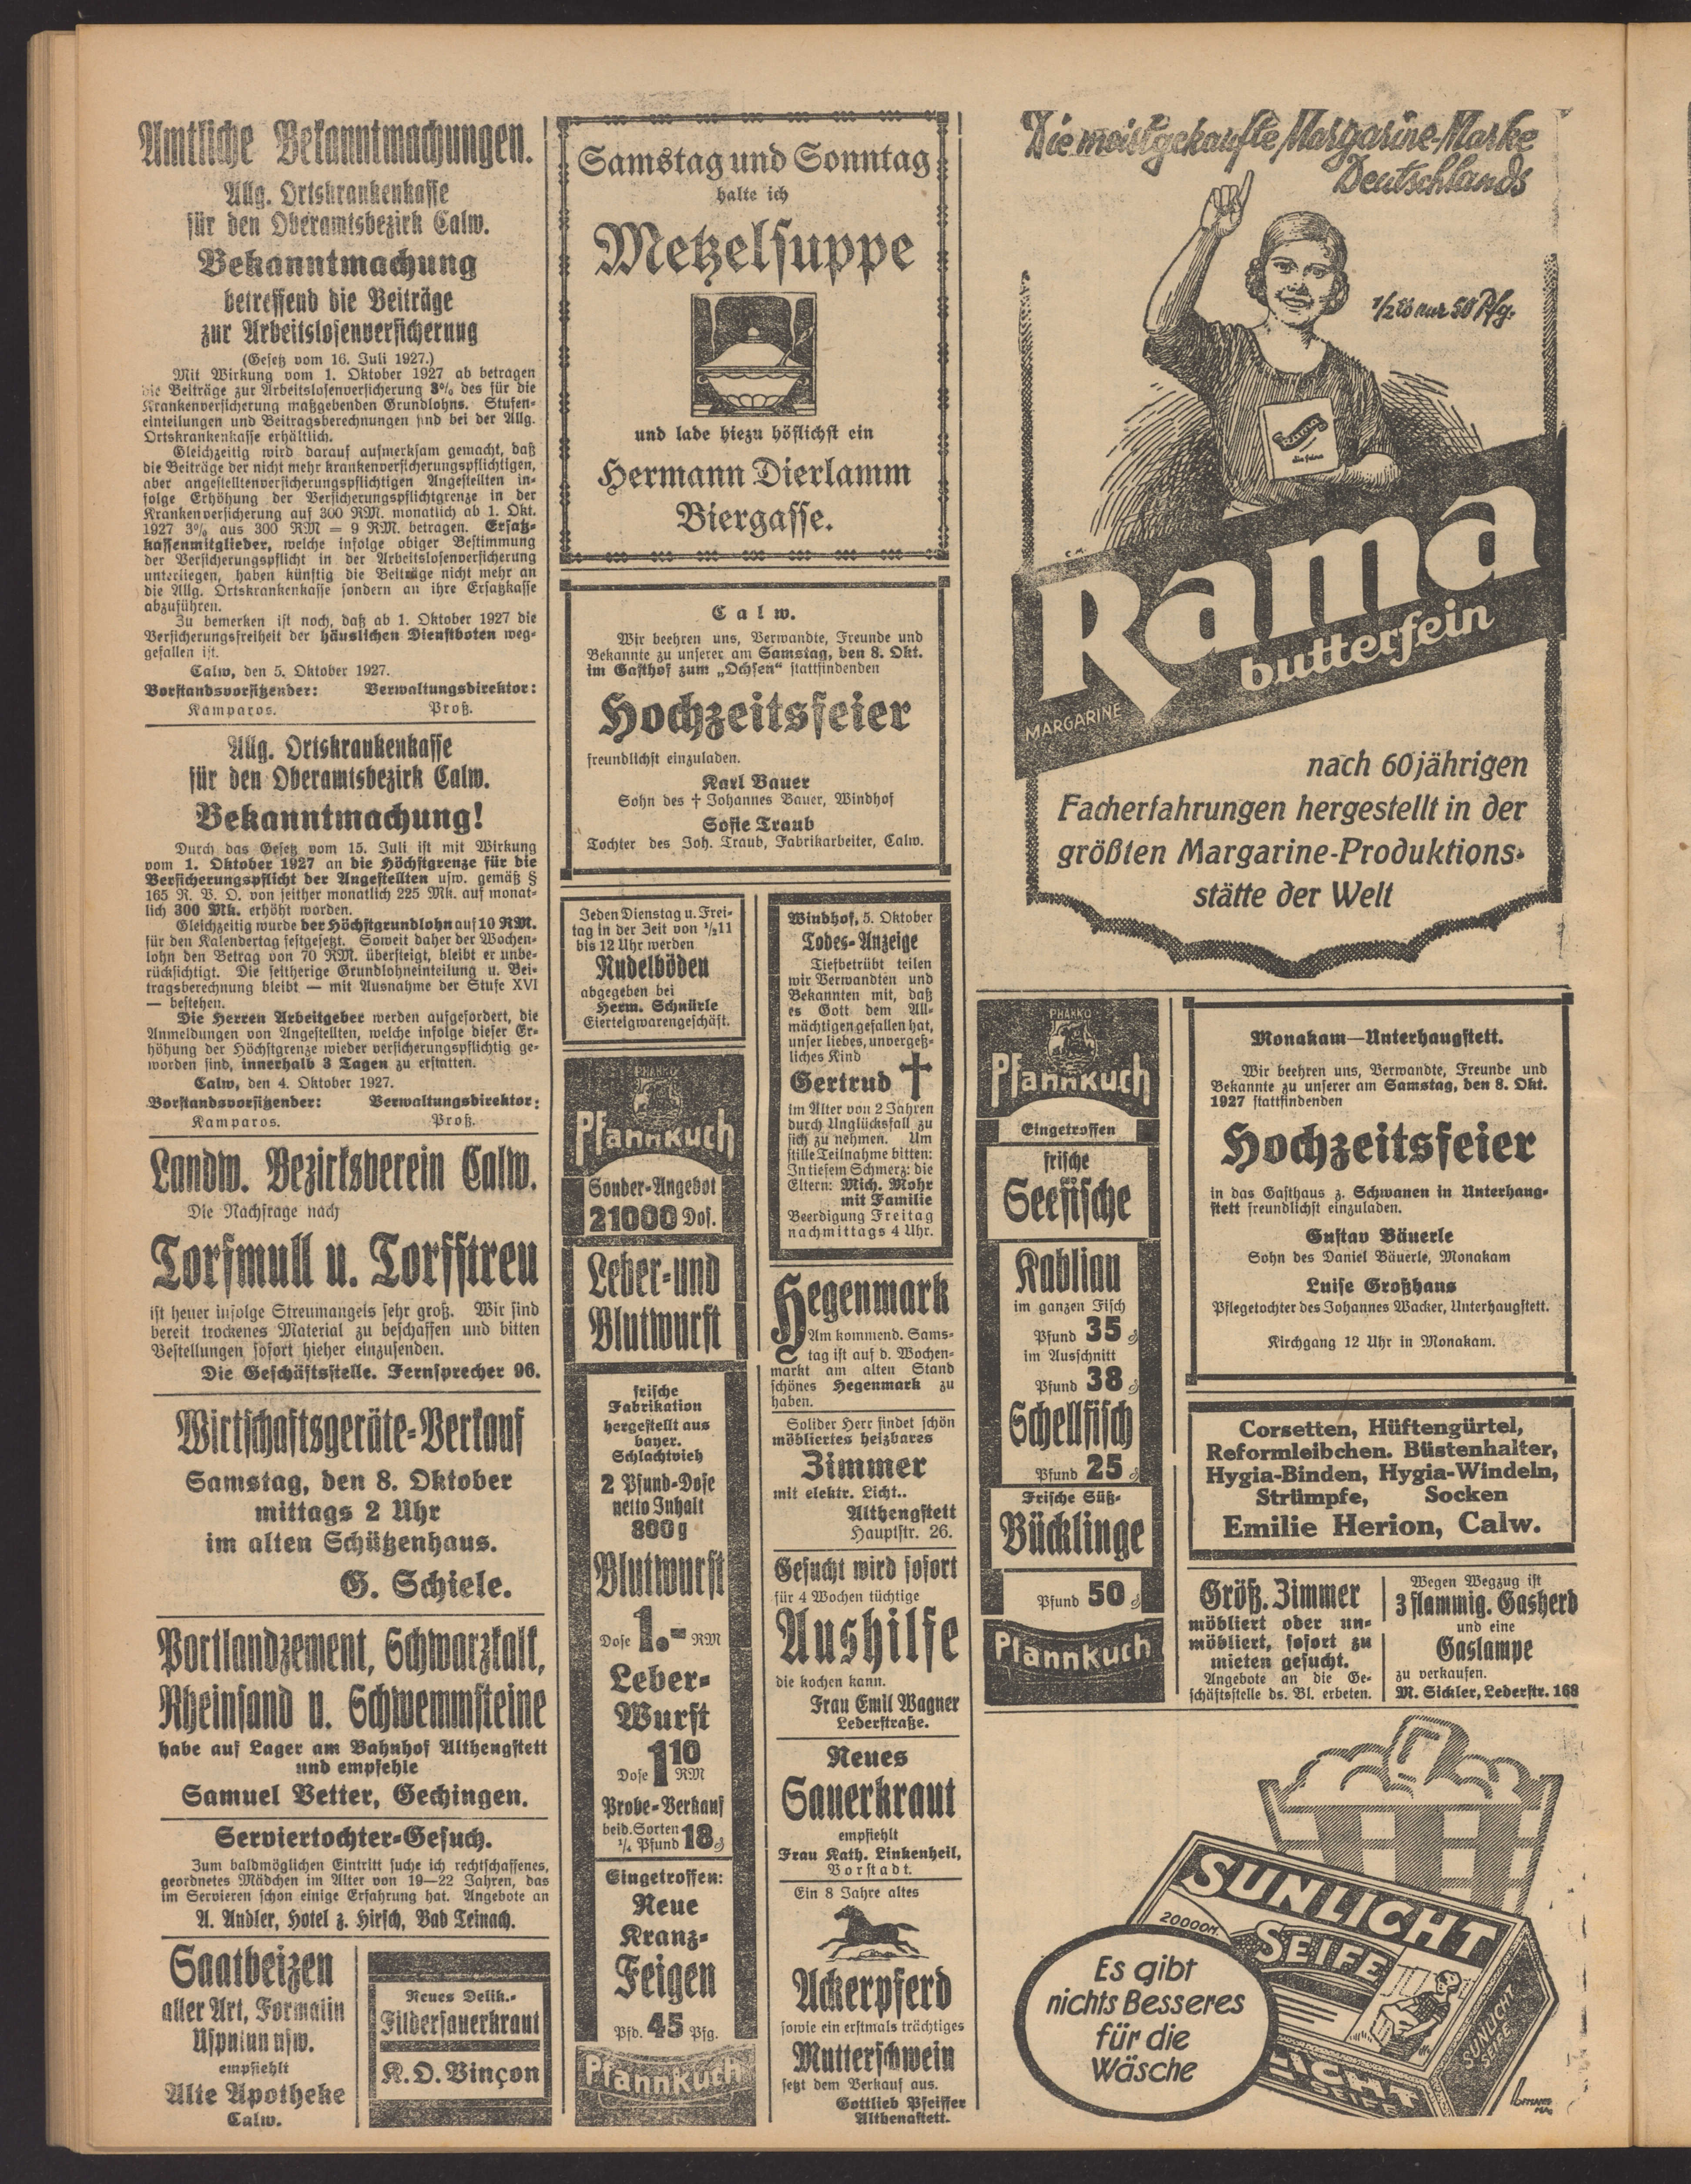 Amtliche Bekanntmachungen.
Allg. Ortskrankenkasse
für den Oberamtsbezirk Calw.
Bekanntmachung
betreffend die Beiträge
zur Arbeitslosenversicherung
(Gesetz vom 16. Juli 1927.)
Mit Wirkung vom 1. Oktober 1927 ab betragen
die Beiträge zur Arbeitslosenversicherung 3% des für die
Krankenversicherung maßgebenden Grundlohns. Stufen-
einteilungen und Beitragsberechnungen sind bei der Allg.
Ortskrankenkasse erhältlich.
Gleichzeitig wird darauf aufmerksam gemacht, daß
die Beiträge der nicht mehr krankenversicherungspflichtigen,
aber angestelltenversicherungspflichtigen Angestellten in-
folge Erhöhung der Versicherungspflichtgrenze in der
Krankenversicherung auf 300 RM. monatlich ab 1. Okt.
1927 3% aus 300 RM = 9 RM. betragen. Ersatz-
kassenmitglieder, welche infolge obiger Bestimmung
der Versicherungspflicht in der Arbeitslosenversicherung
unterliegen, haben künftig die Beiträge nicht mehr an
die Allg. Ortskrankenkasse sondern an ihre Ersatzkasse
abzuführen.
Zu bemerken ist noch, daß ab 1. Oktober 1927 die
Versicherungsfreiheit der häuslichen Dienstboten weg-
gefallen ist.
Calw, den 5. Oktober 1927.
Vorstandsvorsitzender: Verwaltungsdirektor:
Kamparos. Proß.
Allg. Ortskrankenkasse
für den Oberamtsbezirk Calw.
Bekanntmachung!
Durch das Gesetz vom 15. Juli ist mit Wirkung
vom 1. Oktober 1927 an die Höchstgrenze für die
Versicherungspflicht der Angestellten usw. gemäß §
165 R. V. O. von seither monatlich 225 Mk. auf monat-
lich 300 Mk. erhöht worden.
Gleichzeitig wurde der Höchstgrundlohn auf 10 RM.
für den Kalendertag festgesetzt. Soweit daher der Wochen-
lohn den Betrag von 70 RM. übersteigt, bleibt er unbe-
rücksichtigt. Die seitherige Grundlohneinteilung u. Bei-
tragsberechnung bleibt — mit Ausnahme der Stufe XVI
— bestehen.
Die Herren Arbeitgeber werden aufgefordert, die
Anmeldungen von Angestellten, welche infolge dieser Er-
höhung der Höchstgrenze wieder versicherungspflichtig ge-
worden sind, innerhalb 3 Tagen zu erstatten.
Calw, den 4. Oktober 1927.
Vorstandsvorsitzender: Verwaltungsdirektor:
Kamparos. Proß.
Landw. Bezirksverein Calw.
Die Nachfrage nach
Torfmull u. Torfstreu
ist heuer infolge Streumangels sehr groß. Wir sind
bereit trockenes Material zu beschaffen und bitten
Bestellungen sofort hieher einzusenden.
Die Geschäftsstelle. Fernsprecher 96.
Wirtschaftsgeräte-Verkauf
Samstag, den 8. Oktober
mittags 2 Uhr
im alten Schützenhaus.
G. Schiele.
Portlandzement, Schwarzkalk,
Rheinsand u. Schwemmsteine
habe auf Lager am Bahnhof Althengstett
und empfehle
Samuel Vetter, Gechingen.
Serviertochter-Gesuch.
Zum baldmöglichen Eintritt suche ich rechtschaffenes,
geordnetes Mädchen im Alter von 19—22 Jahren, das
im Servieren schon einige Erfahrung hat. Angebote an
A. Andler, Hotel z. Hirsch, Bad Teinach.
Saatbeizen
aller Art, Formalin
Uspulun usw.
empfiehlt
Alte Apotheke
Calw.
Neues Delik.-
Fildersauerkraut
K. O. Vinçon
Samstag und Sonntag
halte ich
Metzelsuppe
und lade hiezu höflichst ein
Hermann Dierlamm
Biergasse.
Calw.
Wir beehren uns, Verwandte, Freunde und
Bekannte zu unserer am Samstag, den 8. Okt.
im Gasthof zum „Ochsen“ stattfindenden
Hochzeitsfeier
freundlichst einzuladen.
Karl Bauer
Sohn des † Johannes Bauer, Windhof
Sofie Traub
Tochter des Joh. Traub, Fabrikarbeiter, Calw.
Jeden Dienstag u. Frei-
tag in der Zeit von ½11
bis 12 Uhr werden
Nudelböden
abgegeben bei
Herm. Schnürle
Eierteigwarengeschäft.
PHAKKO
Pfannkuch
Sonder-Angebot
21000 Dos.
Leber-und
Blutwurst
frische
Fabrikation
hergestellt aus
bayer.
Schlachtvieh
2 Pfund-Dose
netto Inhalt
800 g
Blutwurst
Dose 1.- RM
Leber-
Wurst
Dose 1 10 RM
Probe-Verkauf
beid. Sorten
¼ Pfund 18 ₰
Eingetroffen:
Neue
Kranz-
Feigen
Pfd. 45 Pfg.
Pfannkuch
Windhof, 5. Oktober
Todes-Anzeige
Tiefbetrübt teilen
wir Verwandten und
Bekannten mit, daß
es Gott dem All-
mächtigen gefallen hat,
unser liebes, unvergeß-
liches Kind
Gertrud
im Alter von 2 Jahren
durch Unglücksfall zu
sich zu nehmen. Um
stille Teilnahme bitten:
In tiefem Schmerz: die
Eltern: Mich. Mohr
mit Familie
Beerdigung Freitag
nachmittags 4 Uhr.
Hegenmark
Am kommend. Sams-
tag ist auf d. Wochen-
markt am alten Stand
schönes Hegenmark zu
haben.
Solider Herr findet schön
möbliertes heizbares
Zimmer
mit elektr. Licht..
Althengstett
Hauptstr. 26.
Gesucht wird sofort
für 4 Wochen tüchtige
Aushilfe
die kochen kann.
Frau Emil Wagner
Lederstraße.
Neues
Sauerkraut
empfiehlt
Frau Kath. Linkenheil,
Vorstadt.
Ein 8 Jahre altes
Ackerpferd
sowie ein erstmals trächtiges
Mutterschwein
setzt dem Verkauf aus.
Gottlieb Pfeiffer
Althengstett.
Die meistgekaufte Margarine-Marke
Deutschlands
1/2 ℔ nur 50 Pfg.
Rama
die feine
Rama
butterfein
MARGARINE
nach 60jährigen
Facherfahrungen hergestellt in der
größten Margarine-Produktions-
stätte der Welt
PHAKKO
Pfannkuch
Eingetroffen
frische
Seefische
Kabliau
im ganzen Fisch
Pfund 35 ₰
im Ausschnitt
Pfund 38 ₰
Schellfisch
Pfund 25 ₰
Frische Süß-
Bücklinge
Pfund 50 ₰
Pfannkuch
Monakam—Unterhaugstett.
Wir beehren uns, Verwandte, Freunde und
Bekannte zu unserer am Samstag, den 8. Okt.
1927 stattfindenden
Hochzeitsfeier
in das Gasthaus z. Schwanen in Unterhaug-
stett freundlichst einzuladen.
Gustav Bäuerle
Sohn des Daniel Bäuerle, Monakam
Luise Großhans
Pflegetochter des Johannes Wacker, Unterhaugstett.
Kirchgang 12 Uhr in Monakam.
Corsetten, Hüftengürtel,
Reformleibchen. Büstenhalter,
Hygia-Binden, Hygia-Windeln,
Strümpfe, Socken
Emilie Herion, Calw.
Größ. Zimmer
möbliert oder un-
möbliert, sofort zu
mieten gesucht.
Angebote an die Ge-
schäftsstelle ds. Bl. erbeten.
Wegen Wegzug ist
3 flammig. Gasherd
und eine
Gaslampe
zu verkaufen.
M. Sickler, Lederstr. 168
SUNLICHT
20000M.
SEIFE
SUNLICHT
SEIFE
LICHT
Es gibt
nichts Besseres
für die
Wäsche